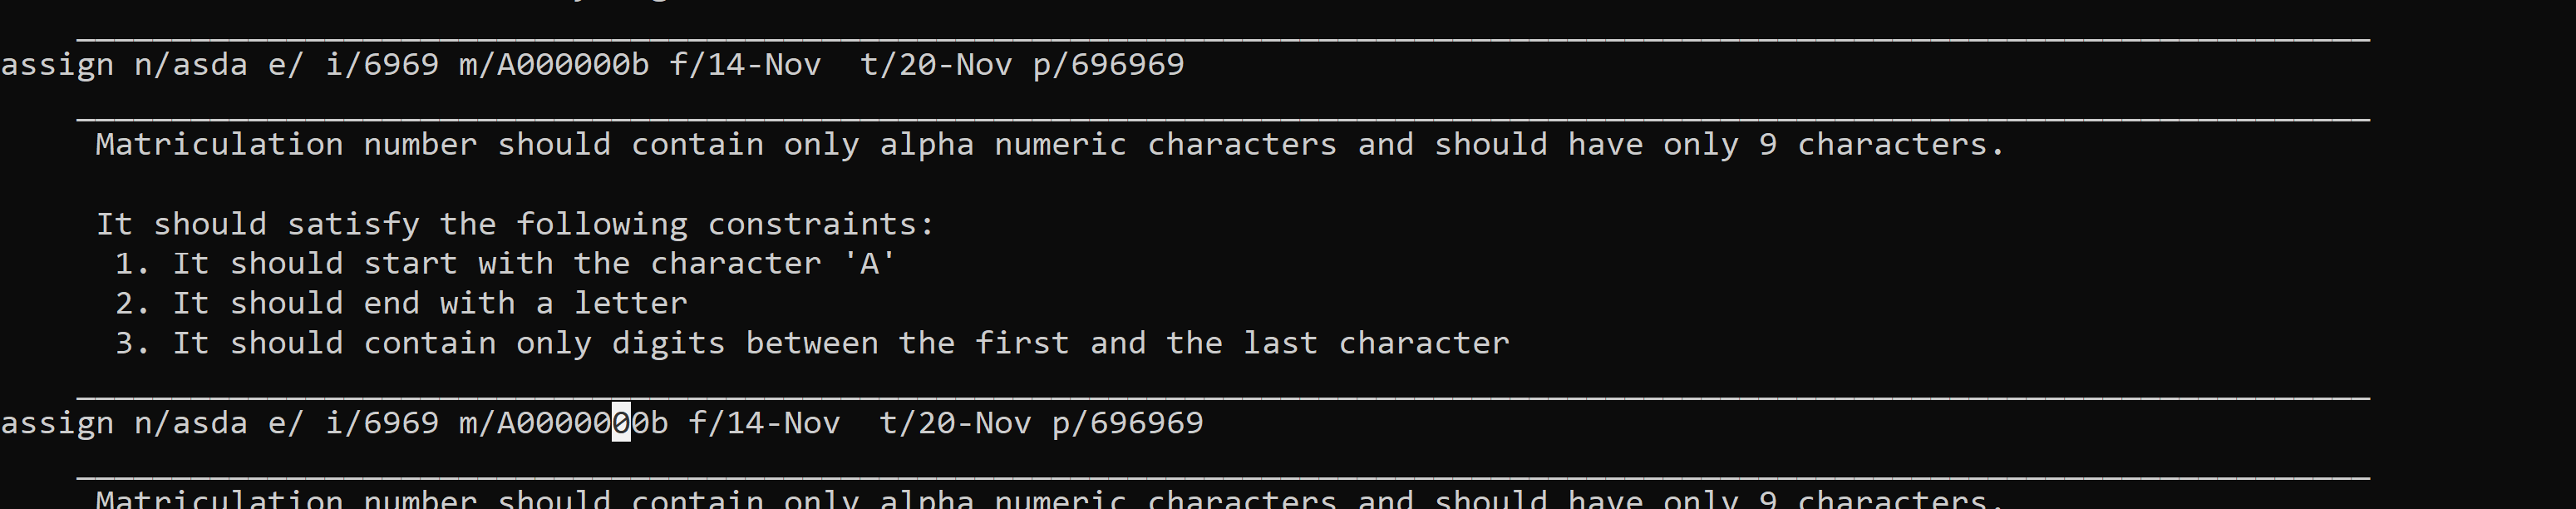 assign n/asda e/ i/6969 m/A000000b f/14-Nov  t/20-Nov p/696969
Matriculation number should contain only alpha numeric characters and should have only 9 characters.
It should satisfy the following constraints:
1. It should start with the character 'A'
2. It should end with a letter
3. It should contain only digits between the first and the last character
assign n/asda e/ i/6969 m/A0000000b f/14-Nov  t/20-Nov p/696969
Matriculation number should contain only alpha numeric characters and should have only 9 characters.